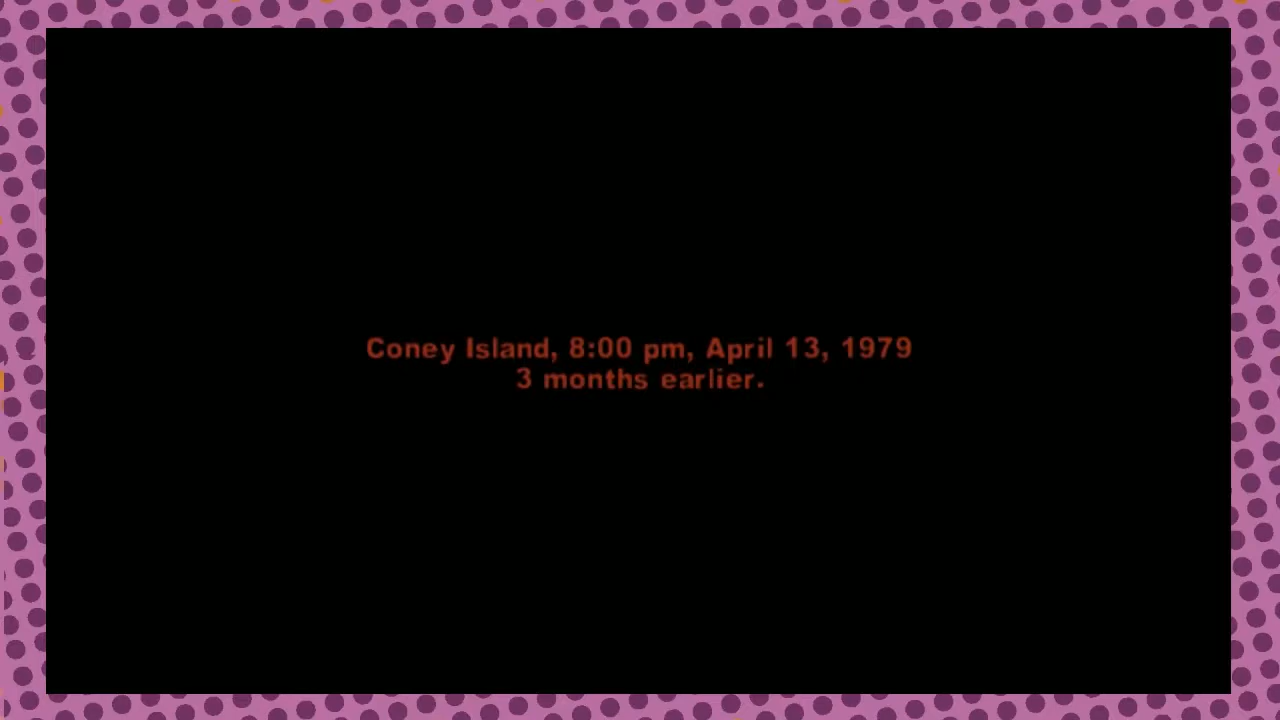 Coney Island, 8:00 pm, April 13, 1979
3 months earlier.